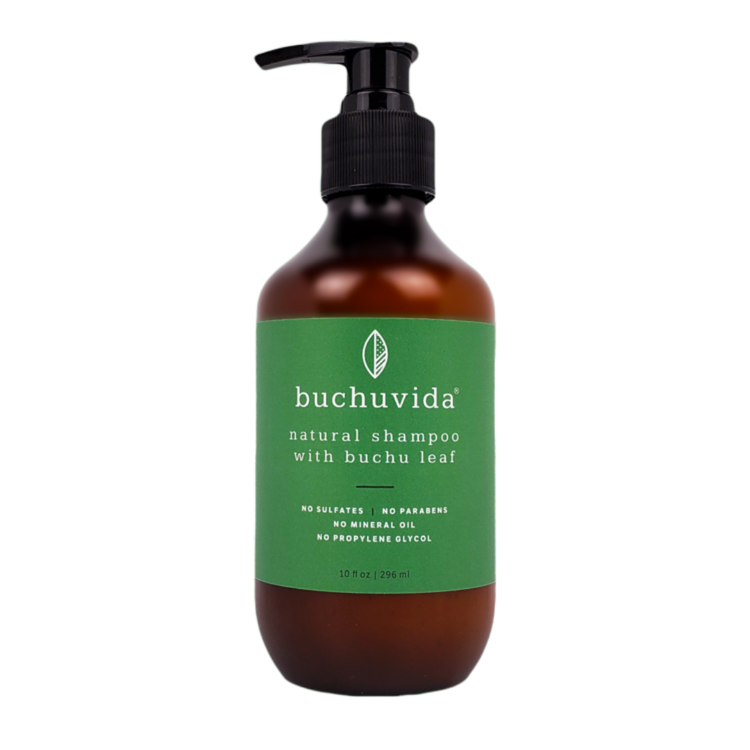 buchuvida®
natural shampoo
with buchu leaf
NO SULFATES | NO PARABENS
NO MINERAL OIL
NO PROPYLENE GLYCOL
10 fl oz | 296 ml